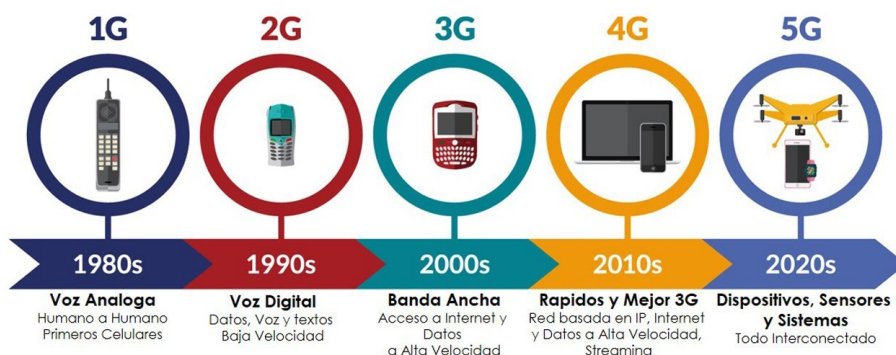 1G
2G
3G
4G
5G
1980s
1990s
2000s
2010s
2020s
Voz Analoga
Humano a Humano
Primeros Celulares
Voz Digital
Datos, Voz y textos
Baja Velocidad
Banda Ancha
Acceso a Internet y
Datos
a Alta Velocidad
Rapidos y Mejor 3G
Red basada en IP, Internet
y Datos a Alta Velocidad,
Streaming
Dispositivos, Sensores
y Sistemas
Todo Interconectado